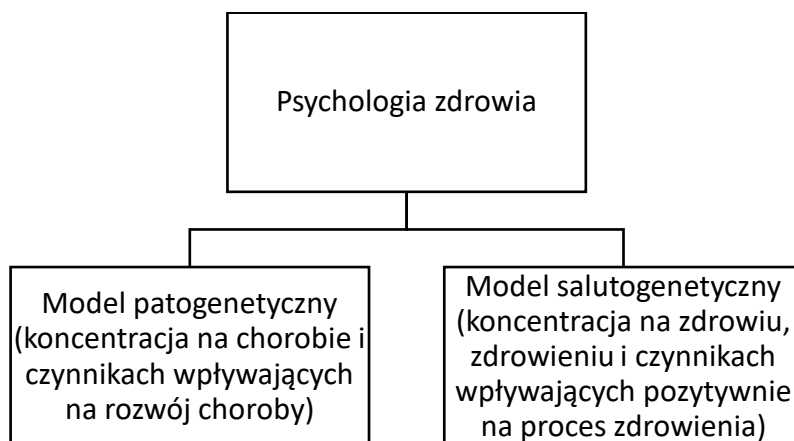 Psychologia zdrowia
Model patogenetyczny
(koncentracja na chorobie i
czynnikach wpływających
na rozwój choroby)
Model salutogenetyczny
(koncentracja na zdrowiu,
zdrowieniu i czynnikach
wpływających pozytywnie
na proces zdrowienia)